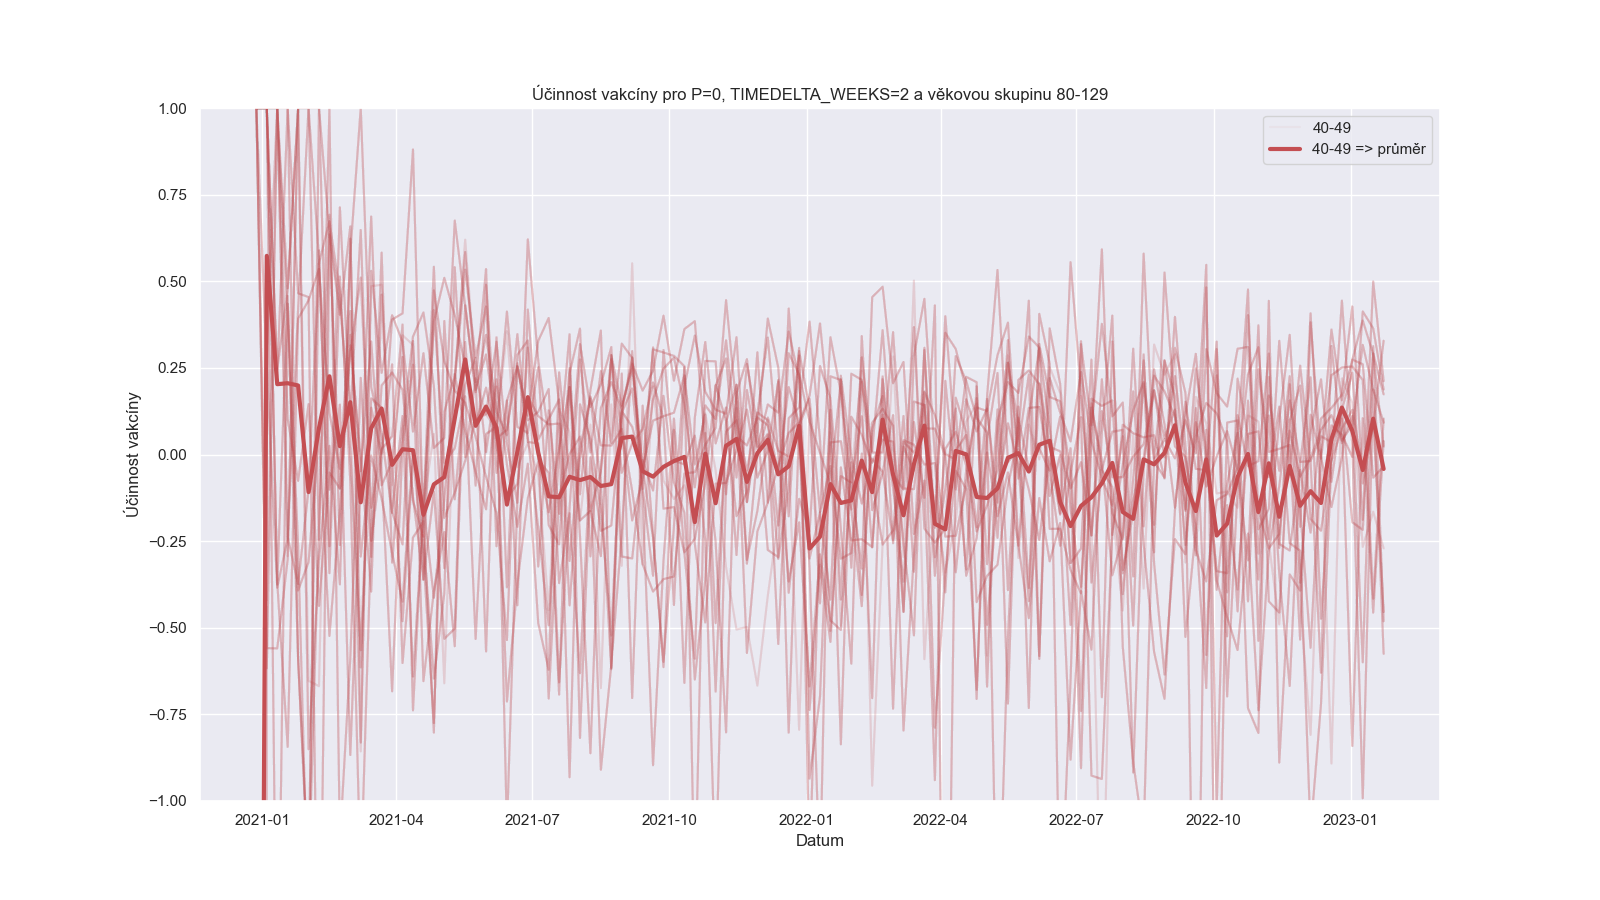 Účinnost vakcíny pro P=0, TIMEDELTA_WEEKS=2 a věkovou skupinu 80-129
40-49
40-49 => průměr
Účinnost vakcíny
1.00
0.75
0.50
0.25
0.00
−0.25
−0.50
−0.75
−1.00
2021-01 2021-04 2021-07 2021-10 2022-01 2022-04 2022-07 2022-10 2023-01
Datum